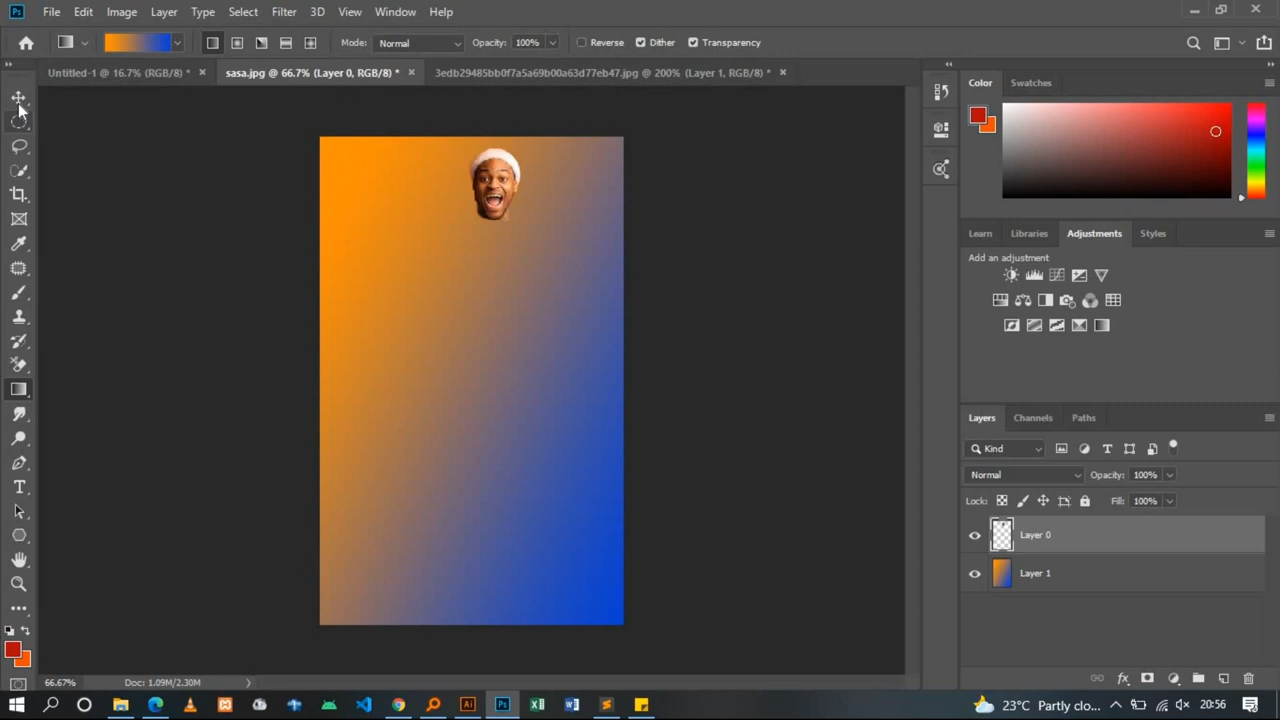 Ps File Edit Image Layer Type Select Filter 3D View Window Help
Mode: Normal Opacity: 100% Reverse Dither Transparency
Untitled-1 @ 16.7% (RGB/8) * × sasa.jpg @ 66.7% (Layer 0, RGB/8) * × 3edb29485bb0f7a5a69b00a63d77eb47.jpg @ 200% (Layer 1, RGB/8) * ×
Color Swatches
Learn Libraries Adjustments Styles
Add an adjustment
Layers Channels Paths
Kind
Normal Opacity: 100%
Lock: Fill: 100%
Layer 0
Layer 1
66.67% Doc: 1.09M/2.30M
Ai Ps 23°C Partly clo... 20:56